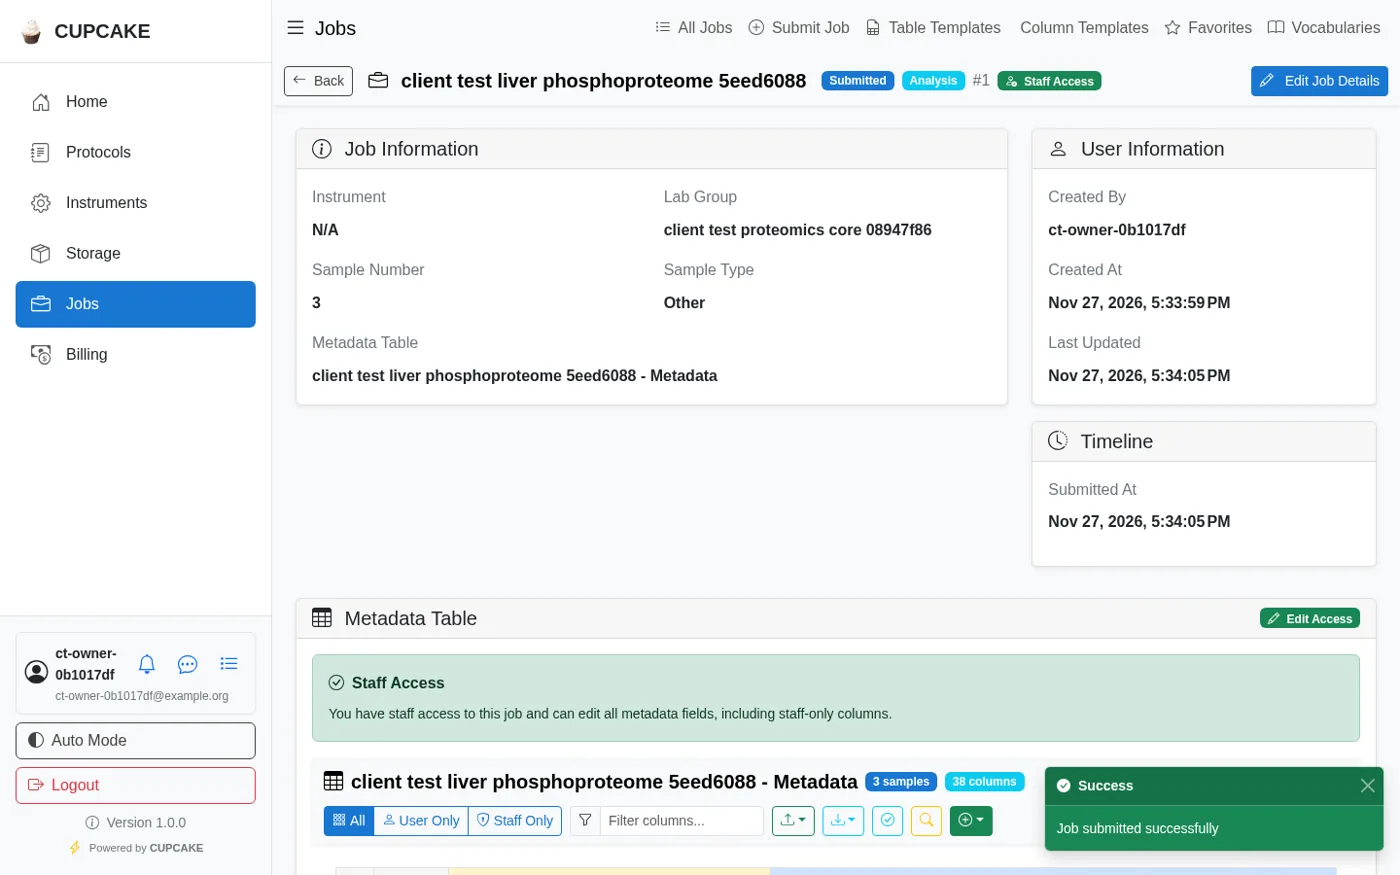 CUPCAKE
Jobs
All Jobs
Submit Job
Table Templates
Column Templates
Favorites
Vocabularies
Back
client test liver phosphoproteome 5eed6088
Submitted
Analysis
#1
Staff Access
Edit Job Details
Home
Protocols
Instruments
Storage
Jobs
Billing
Job Information
Instrument
Lab Group
N/A
client test proteomics core 08947f86
Sample Number
Sample Type
3
Other
Metadata Table
client test liver phosphoproteome 5eed6088 - Metadata
User Information
Created By
ct-owner-0b1017df
Created At
Nov 27, 2026, 5:33:59 PM
Last Updated
Nov 27, 2026, 5:34:05 PM
Timeline
Submitted At
Nov 27, 2026, 5:34:05 PM
Metadata Table
Edit Access
Staff Access
You have staff access to this job and can edit all metadata fields, including staff-only columns.
client test liver phosphoproteome 5eed6088 - Metadata
3 samples
38 columns
All
User Only
Staff Only
Filter columns...
Success
Job submitted successfully
ct-owner-
0b1017df
ct-owner-0b1017df@example.org
Auto Mode
Logout
Version 1.0.0
Powered by CUPCAKE